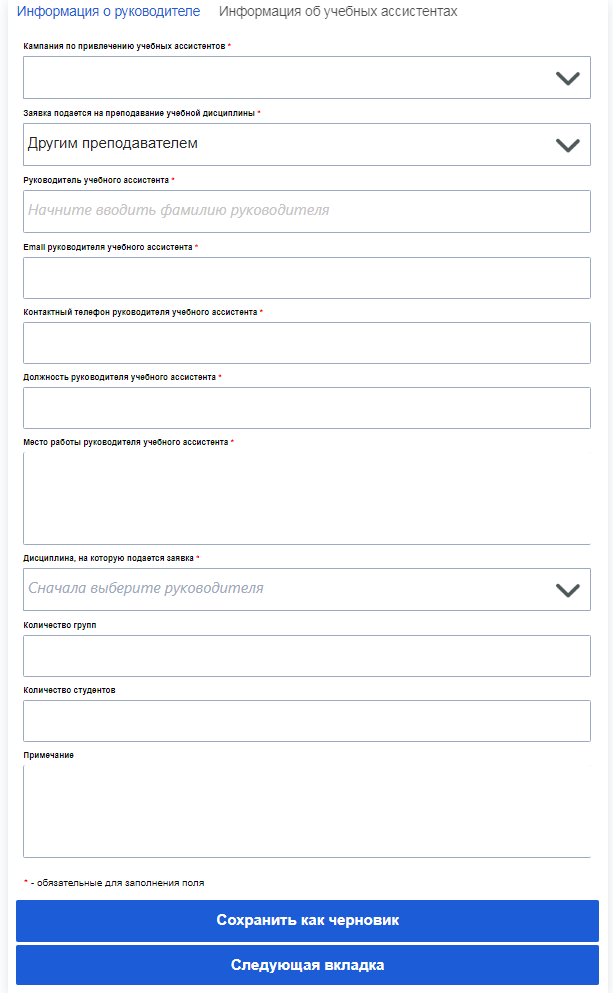 Информация о руководителе Информация об учебных ассистентах
Кампания по привлечению учебных ассистентов *
Заявка подается на преподавание учебной дисциплины *
Другим преподавателем
Руководитель учебного ассистента *
Начните вводить фамилию руководителя
Email руководителя учебного ассистента *
Контактный телефон руководителя учебного ассистента *
Должность руководителя учебного ассистента *
Место работы руководителя учебного ассистента *
Дисциплина, на которую подается заявка *
Сначала выберите руководителя
Количество групп
Количество студентов
Примечание
* - обязательные для заполнения поля
Сохранить как черновик
Следующая вкладка